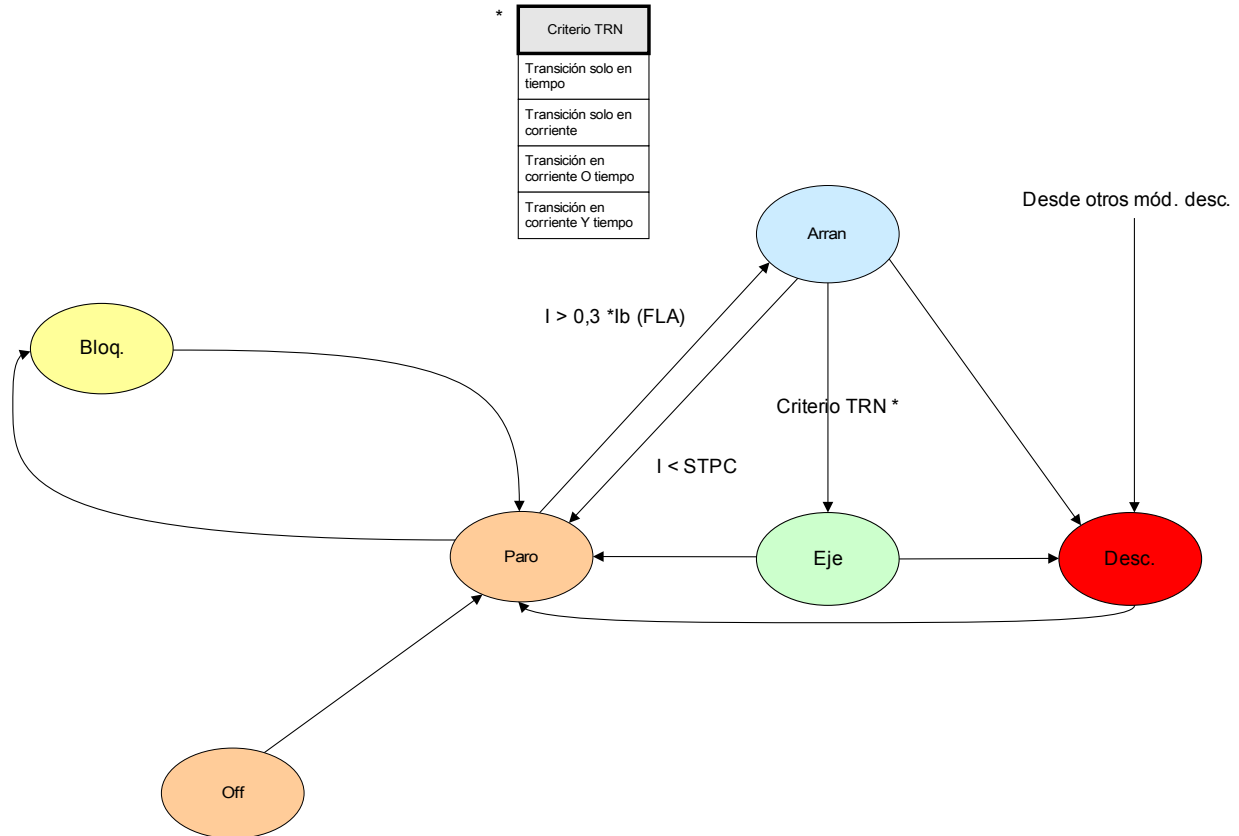 *
Criterio TRN
Transición solo en
tiempo
Transición solo en
corriente
Transición en
corriente O tiempo
Transición en
corriente Y tiempo
Arran
Desde otros mód. desc.
I > 0,3 *Ib (FLA)
Bloq.
Criterio TRN *
I < STPC
Paro
Eje
Desc.
Off